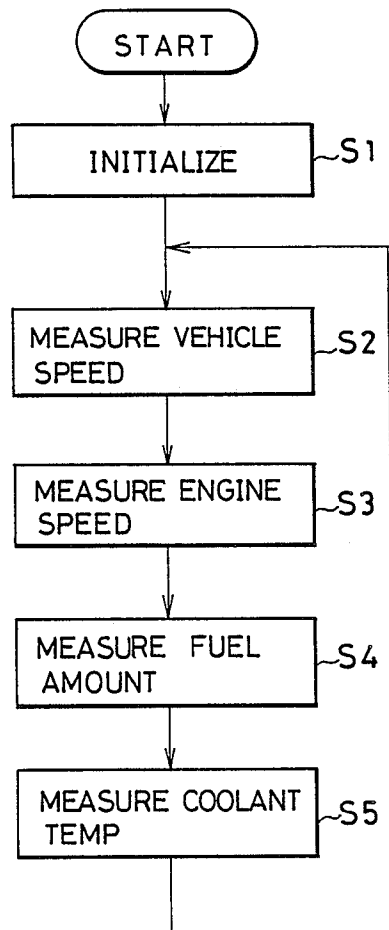 START
INITIALIZE
S1
MEASURE VEHICLE
SPEED
S2
MEASURE ENGINE
SPEED
S3
MEASURE FUEL
AMOUNT
S4
MEASURE COOLANT
TEMP
S5